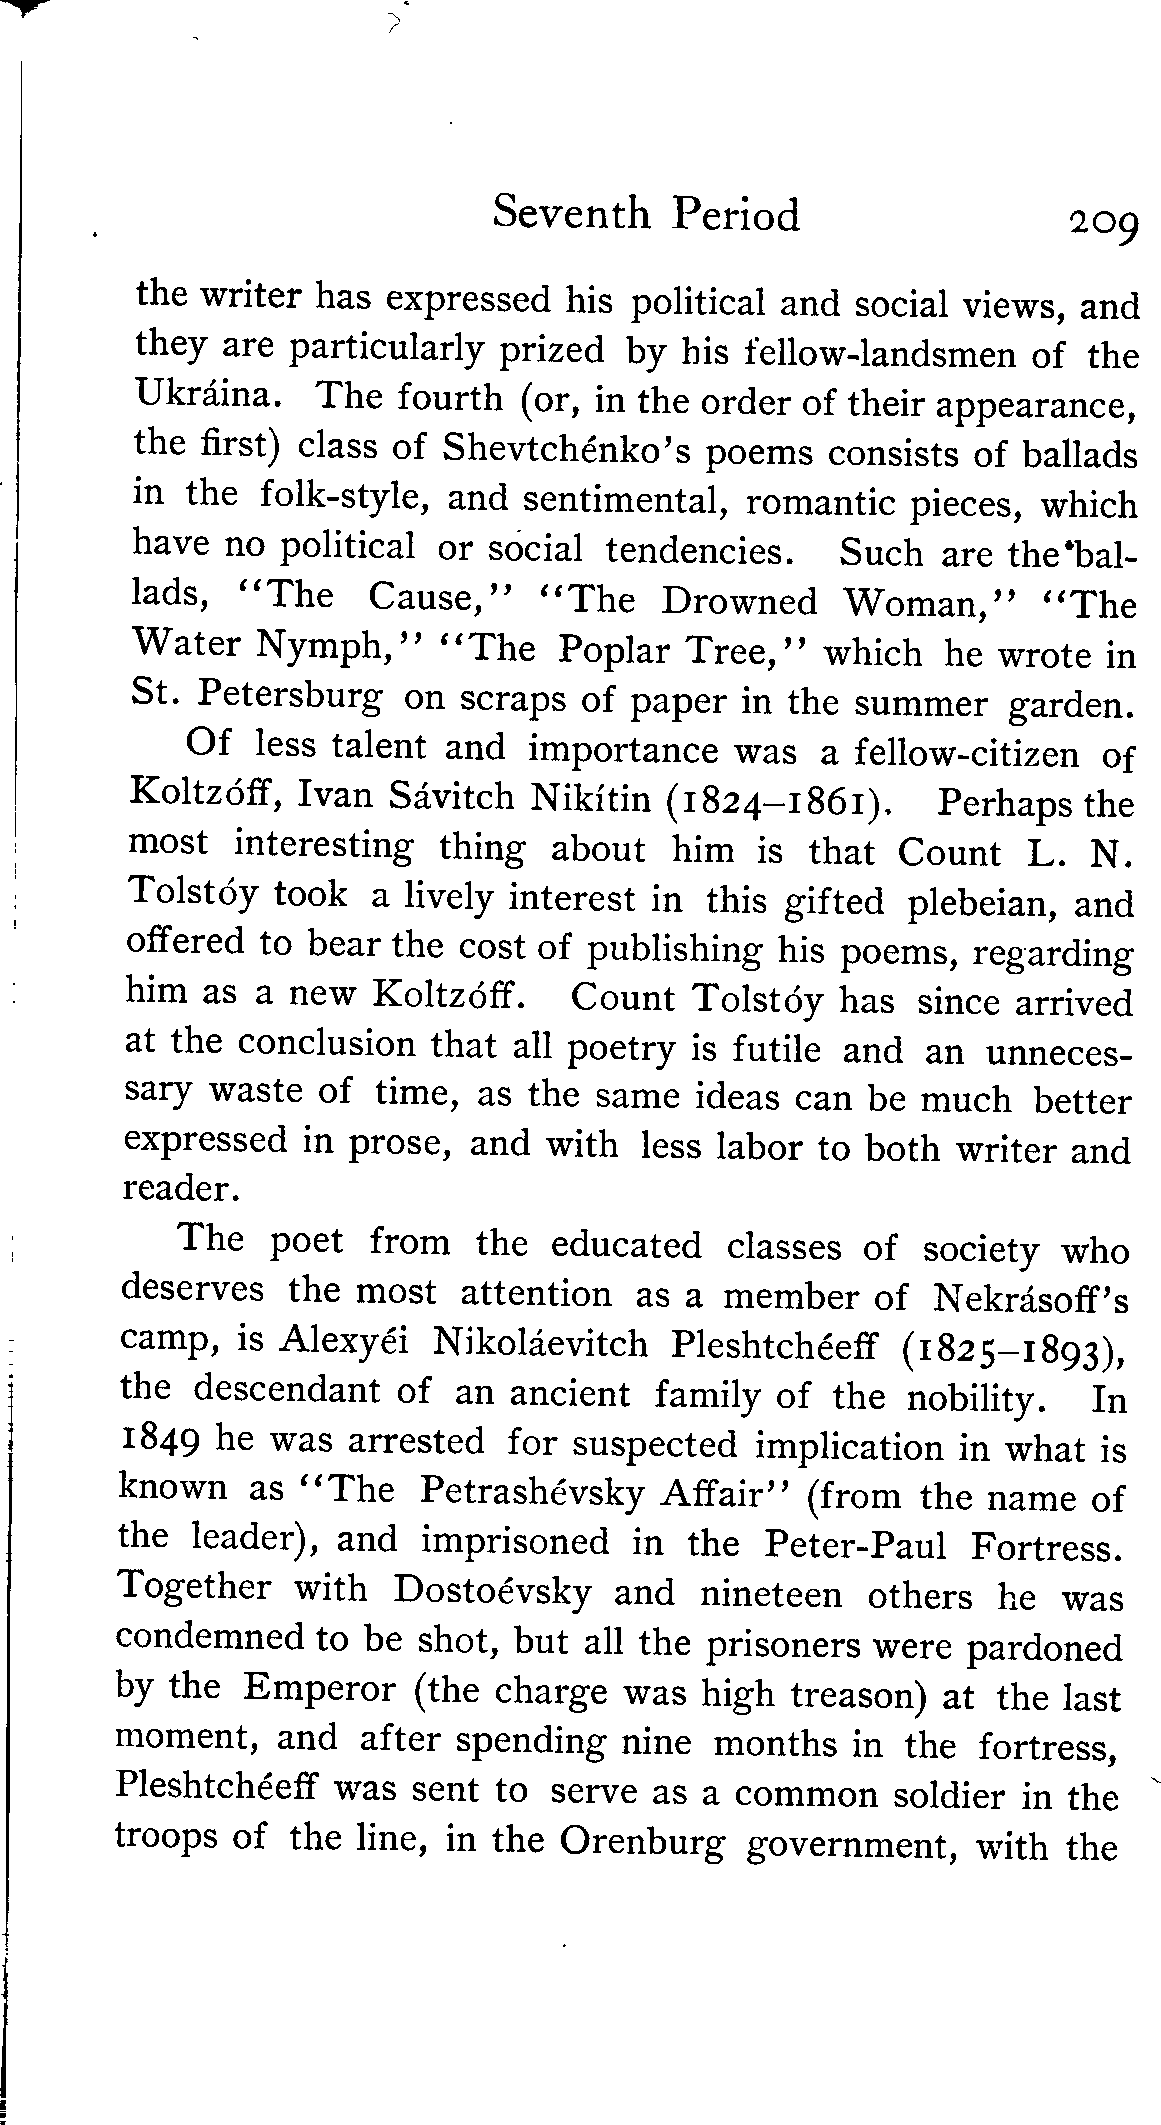 Seventh Period 209
the writer has expressed his political and social views, and
they are particularly prized by his fellow-landsmen of the
Ukráina. The fourth (or, in the order of their appearance,
the first) class of Shevtchénko's poems consists of ballads
in the folk-style, and sentimental, romantic pieces, which
have no political or social tendencies. Such are the bal-
lads, "The Cause," "The Drowned Woman," "The
Water Nymph," "The Poplar Tree," which he wrote in
St. Petersburg on scraps of paper in the summer garden.
Of less talent and importance was a fellow-citizen of
Koltzóff, Ivan Sávitch Nikítin (1824–1861). Perhaps the
most interesting thing about him is that Count L. N.
Tolstóy took a lively interest in this gifted plebeian, and
offered to bear the cost of publishing his poems, regarding
him as a new Koltzóff. Count Tolstóy has since arrived
at the conclusion that all poetry is futile and an unneces-
sary waste of time, as the same ideas can be much better
expressed in prose, and with less labor to both writer and
reader.
The poet from the educated classes of society who
deserves the most attention as a member of Nekrásoff's
camp, is Alexyéi Nikoláevitch Pleshtchéeff (1825–1893),
the descendant of an ancient family of the nobility. In
1849 he was arrested for suspected implication in what is
known as "The Petrashévsky Affair" (from the name of
the leader), and imprisoned in the Peter-Paul Fortress.
Together with Dostoévsky and nineteen others he was
condemned to be shot, but all the prisoners were pardoned
by the Emperor (the charge was high treason) at the last
moment, and after spending nine months in the fortress,
Pleshtchéeff was sent to serve as a common soldier in the
troops of the line, in the Orenburg government, with the